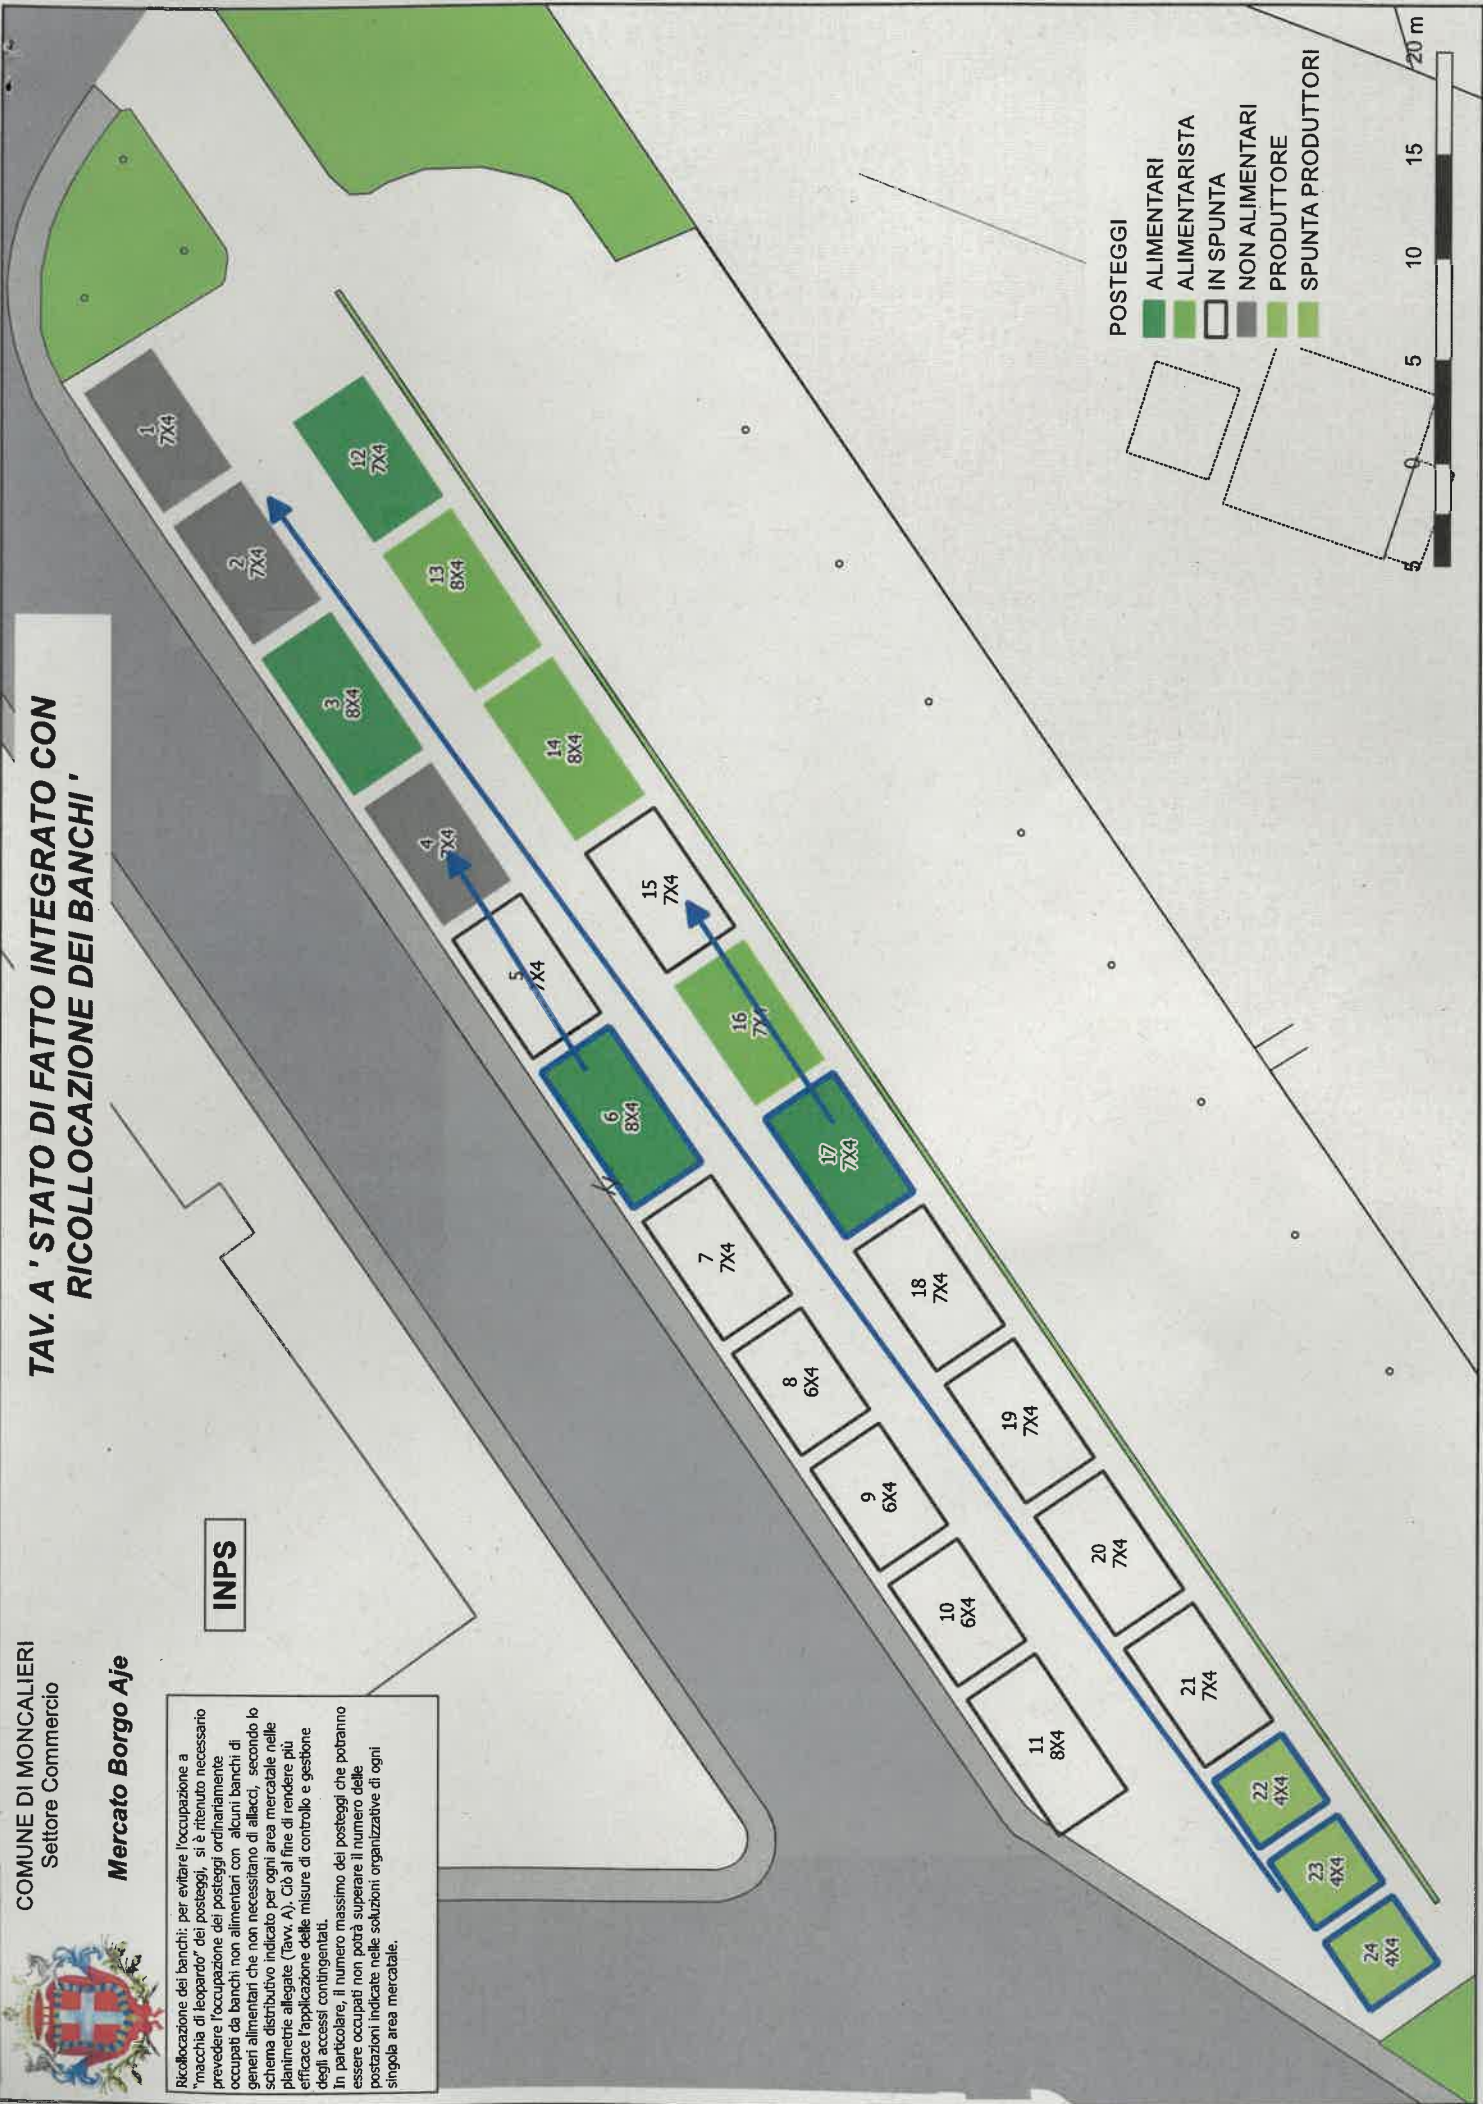 COMUNE DI MONCALIERI
Settore Commercio
Mercato Borgo Aje
TAV. A ' STATO DI FATTO INTEGRATO CON
RICOLLOCAZIONE DEI BANCHI '
Ricollocazione dei banchi: per evitare l'occupazione a
"macchia di leopardo" dei posteggi, si è ritenuto necessario
prevedere l'occupazione dei posteggi ordinariamente
occupati da banchi non alimentari con alcuni banchi di
generi alimentari che non necessitano di allacci, secondo lo
schema distributivo indicato per ogni area mercatale nelle
planimetrie allegate (Tavv. A). Ciò al fine di rendere più
efficace l'applicazione delle misure di controllo e gestione
degli accessi contingentati.
In particolare, il numero massimo dei posteggi che potranno
essere occupati non potrà superare il numero delle
postazioni indicate nelle soluzioni organizzative di ogni
singola area mercatale.
INPS
1
7X4
2
7X4
3
8X4
4
7X4
5
7X4
6
8X4
7
7X4
8
6X4
9
6X4
10
6X4
11
8X4
12
7X4
13
8X4
14
8X4
15
7X4
16
7X4
17
7X4
18
7X4
19
7X4
20
7X4
21
7X4
22
4X4
23
4X4
24
4X4
POSTEGGI
ALIMENTARI
ALIMENTARISTA
IN SPUNTA
NON ALIMENTARI
PRODUTTORE
SPUNTA PRODUTTORI
5 0 5 10 15 20 m